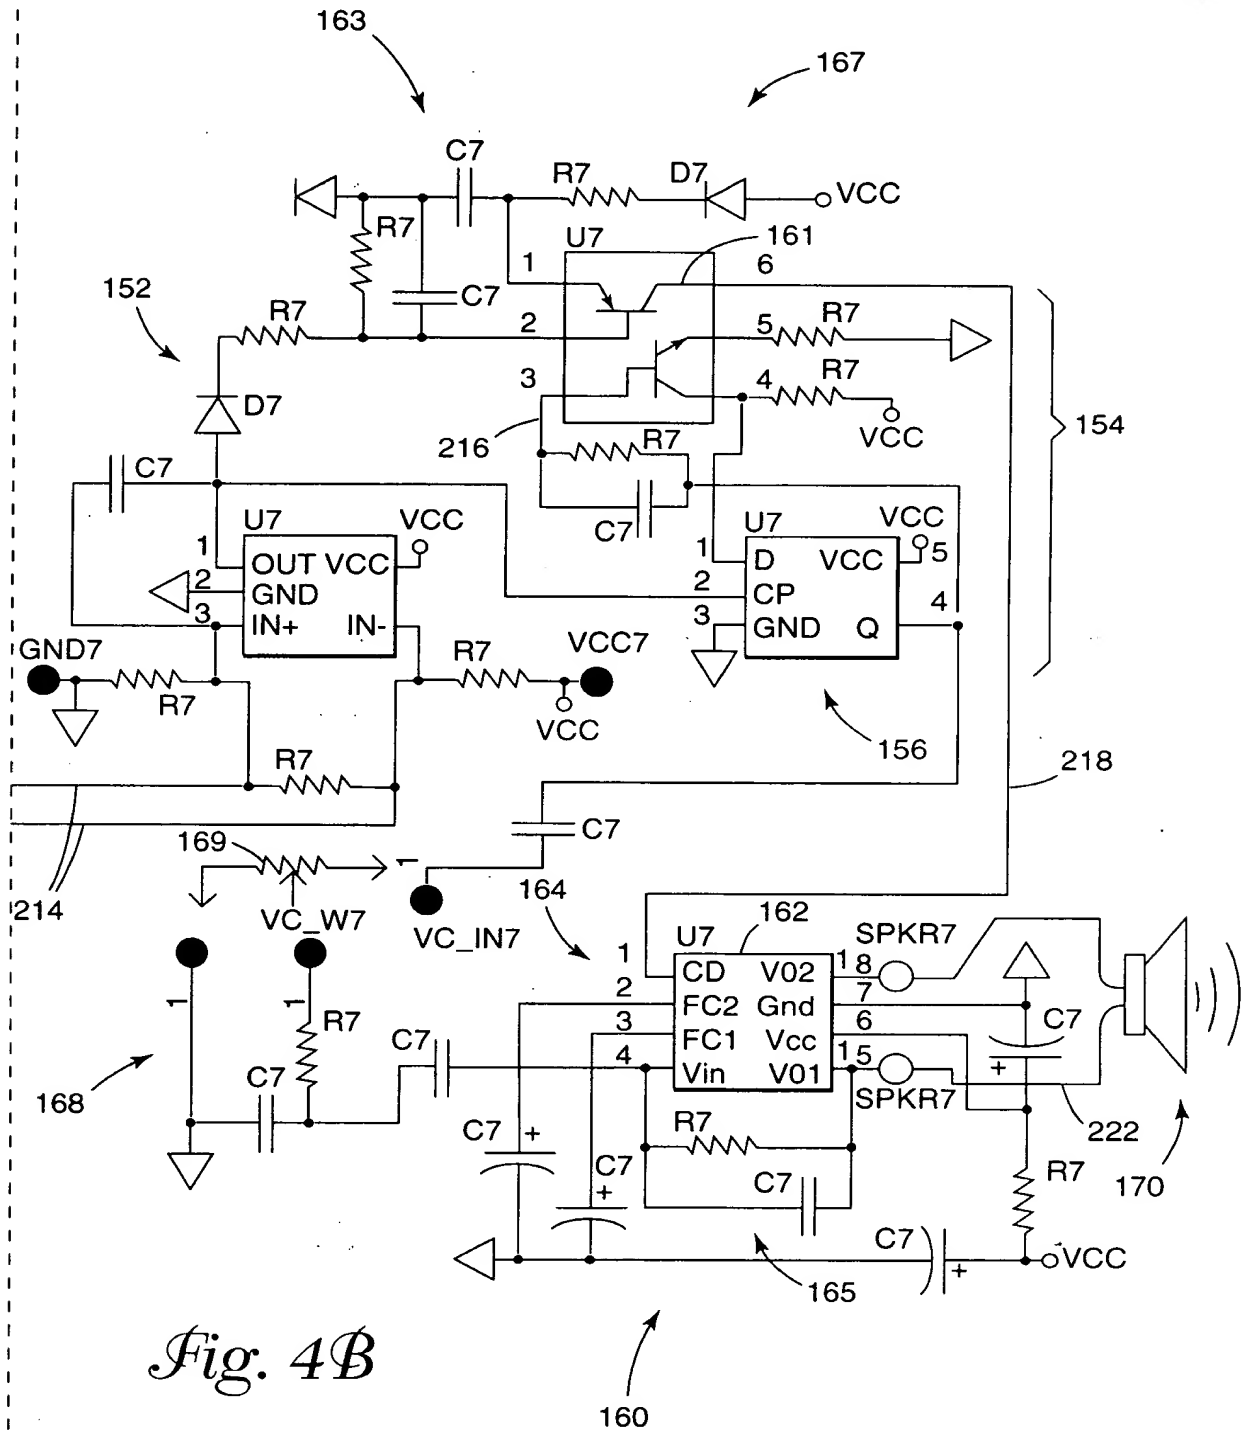 163
167
C7
R7
D7
VCC
R7
U7
161
1
6
152
C7
R7
2
5
R7
D7
3
4
R7
216
R7
VCC
154
C7
C7
U7
VCC
U7
VCC
1
OUT
VCC
1
D
VCC
5
2
GND
2
CP
4
3
IN+
IN-
3
GND
Q
GND7
R7
VCC7
R7
VCC
156
218
R7
C7
169
1
164
214
VC_W7
VC_IN7
162
SPKR7
1
U7
CD
V02
18
2
FC2
Gnd
7
1
1
R7
3
FC1
Vcc
6
C7
C7
4
Vin
V01
15
+
168
C7
SPKR7
222
C7
+
R7
C7
+
C7
R7
170
C7
+
VCC
165
Fig. 4B
160